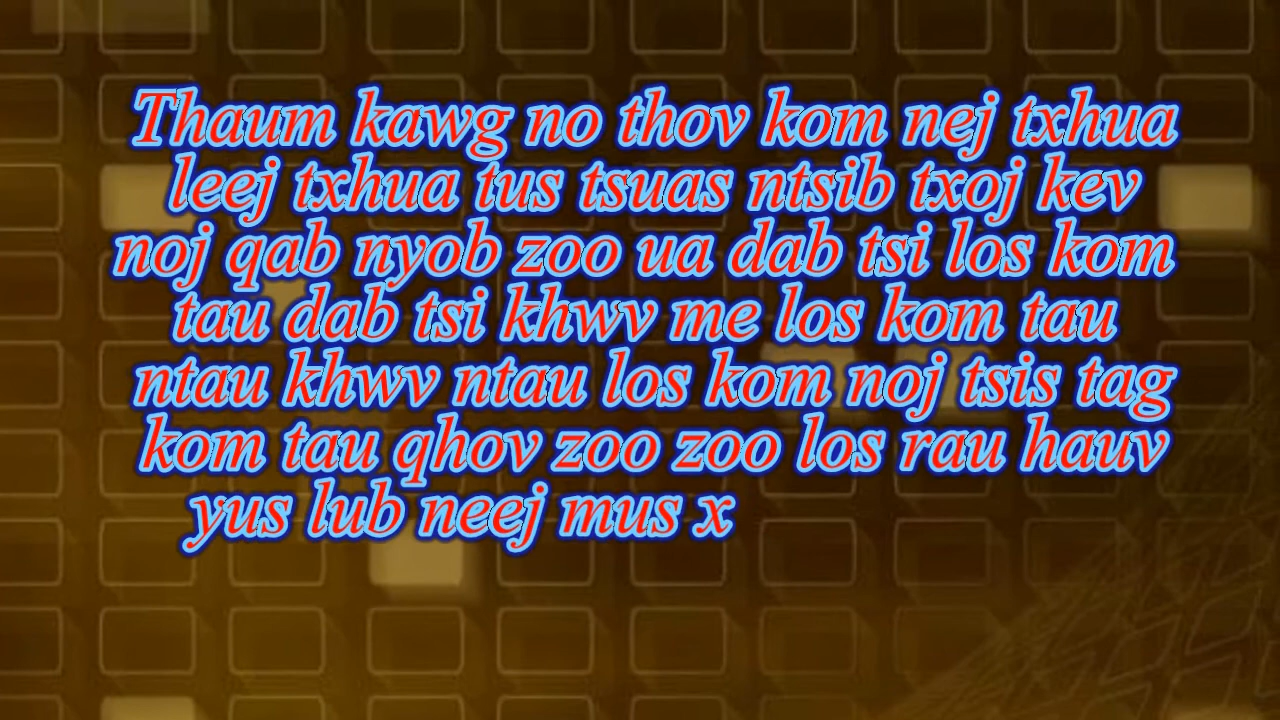 Thaum kawg no thov kom nej txhua
leej txhua tus tsuas ntsib txoj kev
noj qab nyob zoo ua dab tsi los kom
tau dab tsi khwv me los kom tau
ntau khwv ntau los kom noj tsis tag
kom tau qhov zoo zoo los rau hauv
yus lub neej mus x